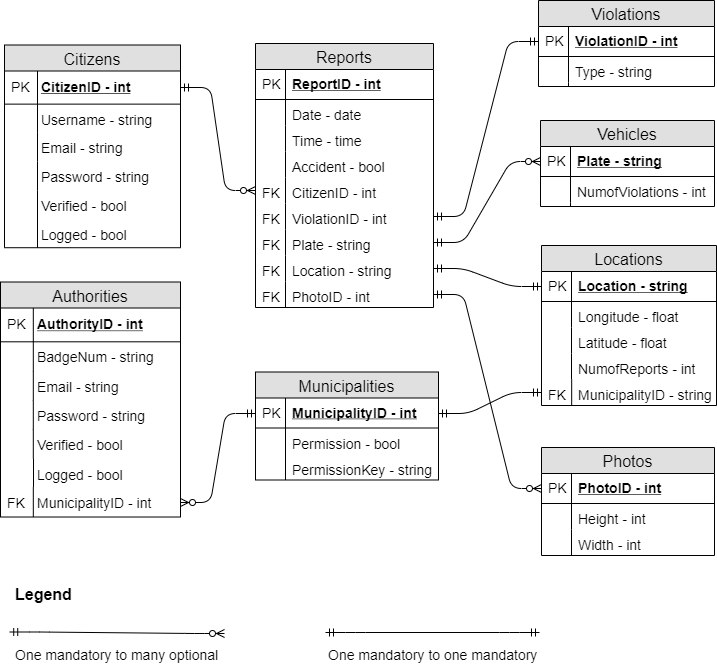 Citizens
PK CitizenID - int
Username - string
Email - string
Password - string
Verified - bool
Logged - bool
Reports
PK ReportID - int
Date - date
Time - time
Accident - bool
FK CitizenID - int
FK ViolationID - int
FK Plate - string
FK Location - string
FK PhotoID - int
Violations
PK ViolationID - int
Type - string
Vehicles
PK Plate - string
NumofViolations - int
Locations
PK Location - string
Longitude - float
Latitude - float
NumofReports - int
FK MunicipalityID - string
Authorities
PK AuthorityID - int
BadgeNum - string
Email - string
Password - string
Verified - bool
Logged - bool
FK MunicipalityID - int
Municipalities
PK MunicipalityID - int
Permission - bool
PermissionKey - string
Photos
PK PhotoID - int
Height - int
Width - int
Legend
One mandatory to many optional
One mandatory to one mandatory